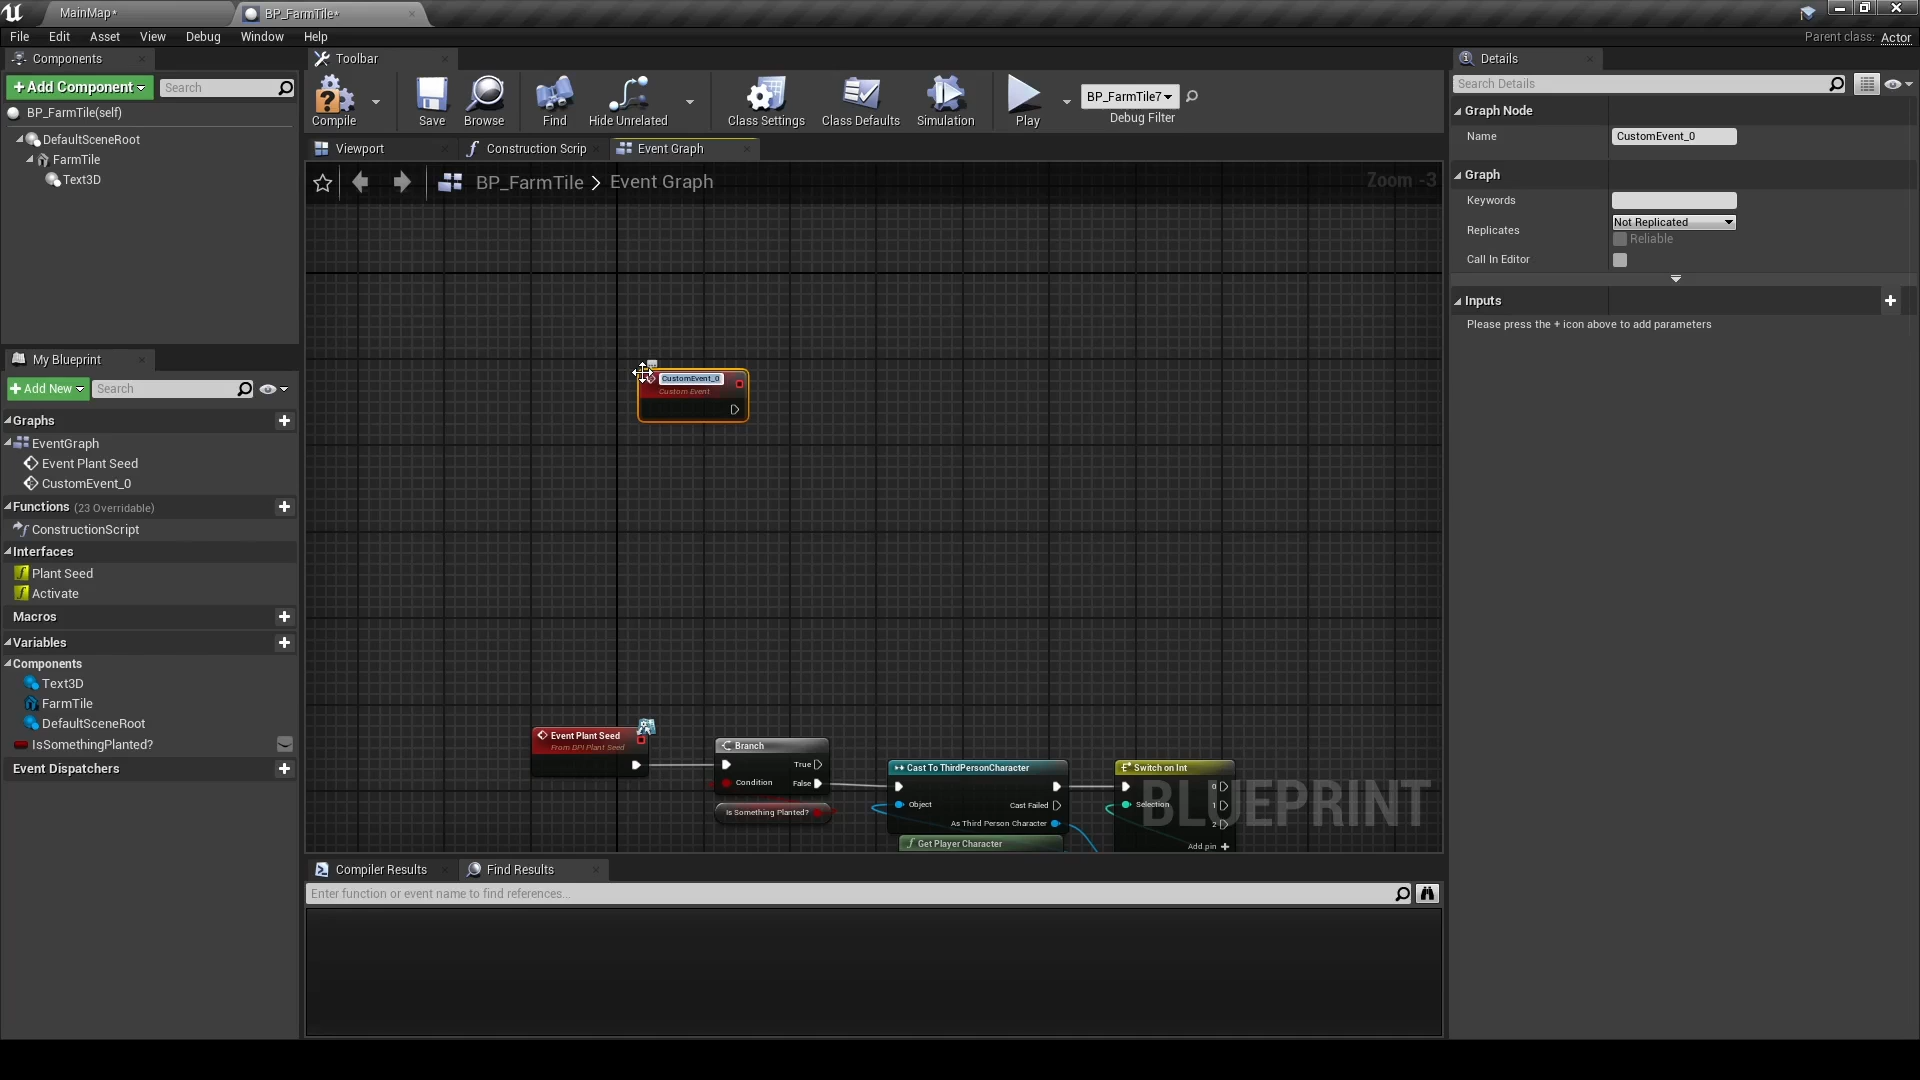 MainMap*
BP_FarmTile*
File Edit Asset View Debug Window Help
Parent class: Actor
Components
+ Add Component
Search
BP_FarmTile(self)
DefaultSceneRoot
FarmTile
Text3D
My Blueprint
+ Add New
Search
Graphs
EventGraph
Event Plant Seed
CustomEvent_0
Functions (23 Overridable)
ConstructionScript
Interfaces
Plant Seed
Activate
Macros
Variables
Components
Text3D
FarmTile
DefaultSceneRoot
IsSomethingPlanted?
Event Dispatchers
Toolbar
Compile
Save
Browse
Find
Hide Unrelated
Class Settings
Class Defaults
Simulation
Play
BP_FarmTile7
Debug Filter
Viewport
Construction Scrip
Event Graph
BP_FarmTile > Event Graph
Zoom -3
CustomEvent_0
Custom Event
Event Plant Seed
From DPI Plant Seed
Branch
True
Condition
False
Is Something Planted?
Cast To ThirdPersonCharacter
Object
Cast Failed
As Third Person Character
Get Player Character
Switch on Int
0
Selection
1
2
Add pin +
BLUEPRINT
Compiler Results
Find Results
Enter function or event name to find references...
Details
Search Details
Graph Node
Name
CustomEvent_0
Graph
Keywords
Replicates
Not Replicated
Reliable
Call In Editor
Inputs
Please press the + icon above to add parameters